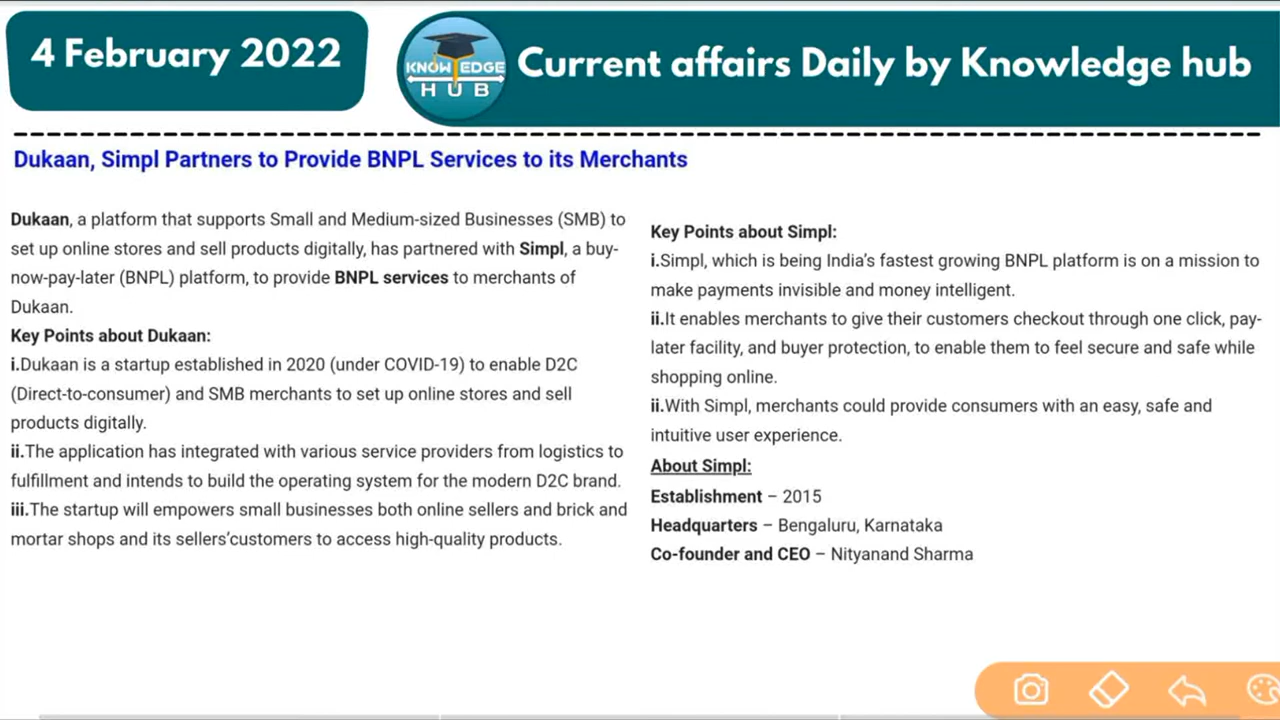 4 February 2022
KNOWLEDGE
HUB
Current affairs Daily by Knowledge hub
Dukaan, Simpl Partners to Provide BNPL Services to its Merchants
Dukaan, a platform that supports Small and Medium-sized Businesses (SMB) to
set up online stores and sell products digitally, has partnered with Simpl, a buy-
now-pay-later (BNPL) platform, to provide BNPL services to merchants of
Dukaan.
Key Points about Dukaan:
i.Dukaan is a startup established in 2020 (under COVID-19) to enable D2C
(Direct-to-consumer) and SMB merchants to set up online stores and sell
products digitally.
ii.The application has integrated with various service providers from logistics to
fulfillment and intends to build the operating system for the modern D2C brand.
iii.The startup will empowers small businesses both online sellers and brick and
mortar shops and its sellers’customers to access high-quality products.
Key Points about Simpl:
i.Simpl, which is being India’s fastest growing BNPL platform is on a mission to
make payments invisible and money intelligent.
ii.It enables merchants to give their customers checkout through one click, pay-
later facility, and buyer protection, to enable them to feel secure and safe while
shopping online.
ii.With Simpl, merchants could provide consumers with an easy, safe and
intuitive user experience.
About Simpl:
Establishment – 2015
Headquarters – Bengaluru, Karnataka
Co-founder and CEO – Nityanand Sharma